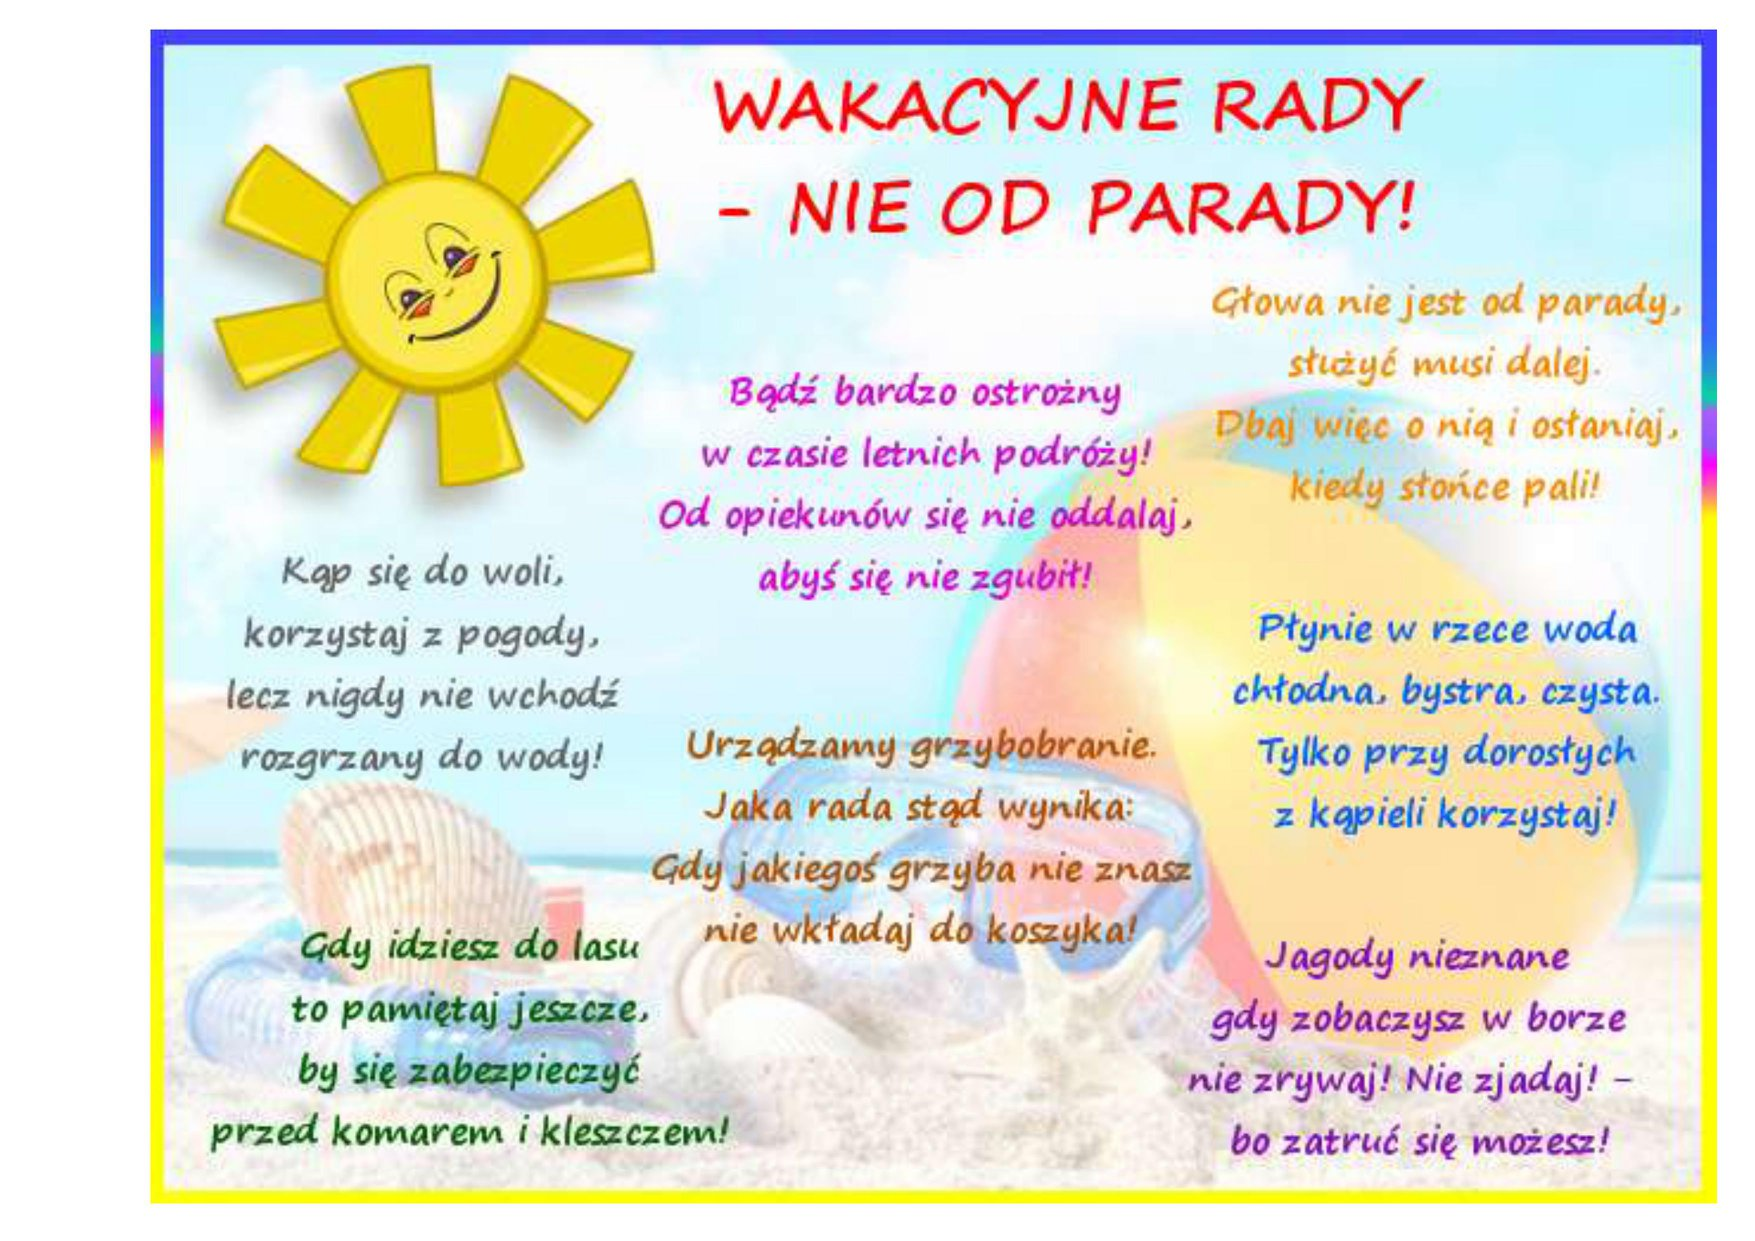 WAKACYJNE RADY
- NIE OD PARADY!
Głowa nie jest od parady,
służyć musi dalej.
Dbaj więc o nią i osłaniaj,
kiedy słońce pali!
Bądź bardzo ostrożny
w czasie letnich podróży!
Od opiekunów się nie oddalaj,
abyś się nie zgubił!
Kąp się do woli,
korzystaj z pogody,
lecz nigdy nie wchodź
rozgrzany do wody!
Płynie w rzece woda
chłodna, bystra, czysta.
Tylko przy dorosłych
z kąpieli korzystaj!
Urządzamy grzybobranie.
Jaka rada stąd wynika:
Gdy jakiegoś grzyba nie znasz
nie wkładaj do koszyka!
Gdy idziesz do lasu
to pamiętaj jeszcze,
by się zabezpieczyć
przed komarem i kleszczem!
Jagody nieznane
gdy zobaczysz w borze
nie zrywaj! Nie zjadaj! –
bo zatruć się możesz!